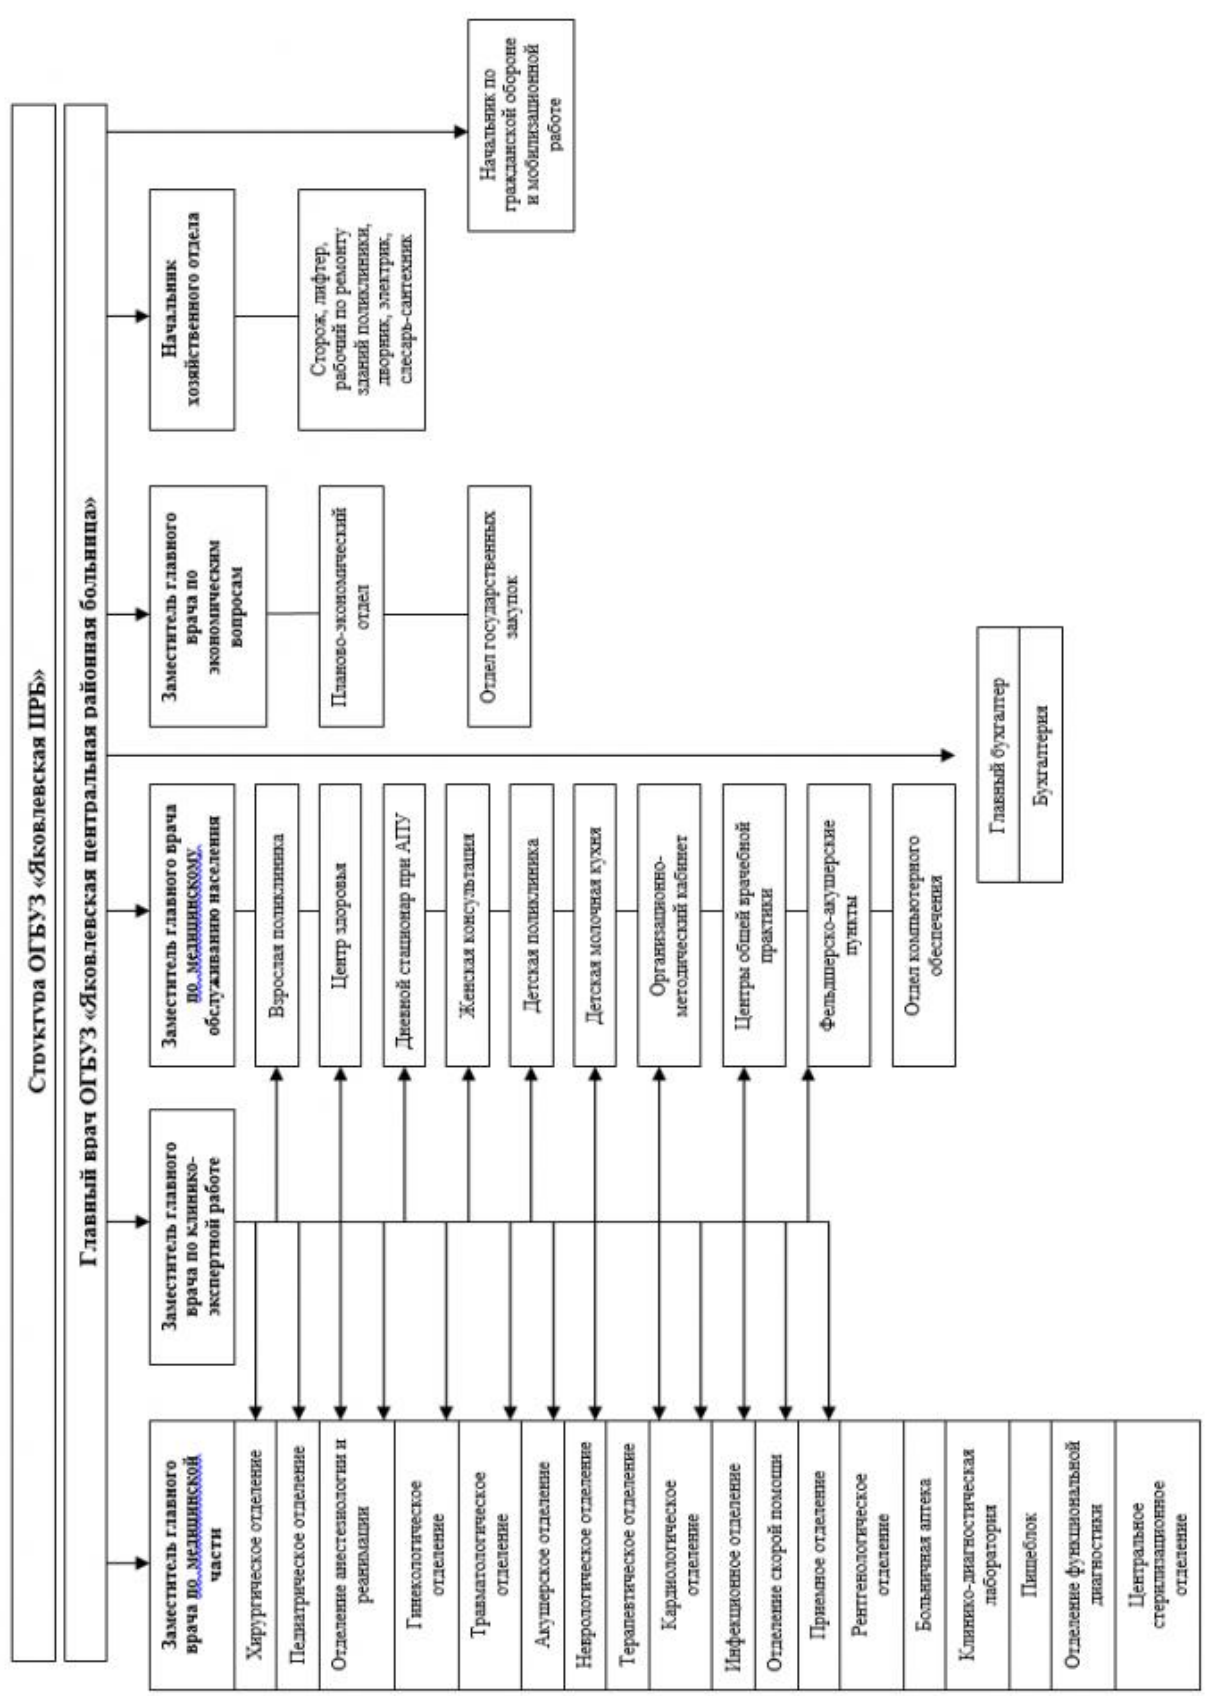 Структура ОГБУЗ «Яковлевская ЦРБ»
Главный врач ОГБУЗ «Яковлевская центральная районная больница»
Заместитель главного
врача по медицинской
части
Хирургическое отделение
Педиатрическое отделение
Отделение анестезиологии и
реанимации
Гинекологическое
отделение
Травматологическое
отделение
Акушерское отделение
Неврологическое отделение
Терапевтическое отделение
Кардиологическое
отделение
Инфекционное отделение
Отделение скорой помощи
Приемное отделение
Рентгенологическое
отделение
Больничная аптека
Клинико-диагностическая
лаборатория
Пищеблок
Отделение функциональной
диагностики
Центральное
стерилизационное
отделение
Заместитель главного
врача по клинико-
экспертной работе
Заместитель главного врача
по медицинскому
обслуживанию населения
Взрослая поликлиника
Центр здоровья
Дневной стационар при АПУ
Женская консультация
Детская поликлиника
Детская молочная кухня
Организационно-
методический кабинет
Центры общей врачебной
практики
Фельдшерско-акушерские
пункты
Отдел компьютерного
обеспечения
Главный бухгалтер
Бухгалтерия
Заместитель главного
врача по
экономическим
вопросам
Планово-экономический
отдел
Отдел государственных
закупок
Начальник
хозяйственного отдела
Сторож, лифтер,
рабочий по ремонту
зданий поликлиники,
дворник, электрик,
слесарь-сантехник
Начальник по
гражданской обороне
и мобилизационной
работе